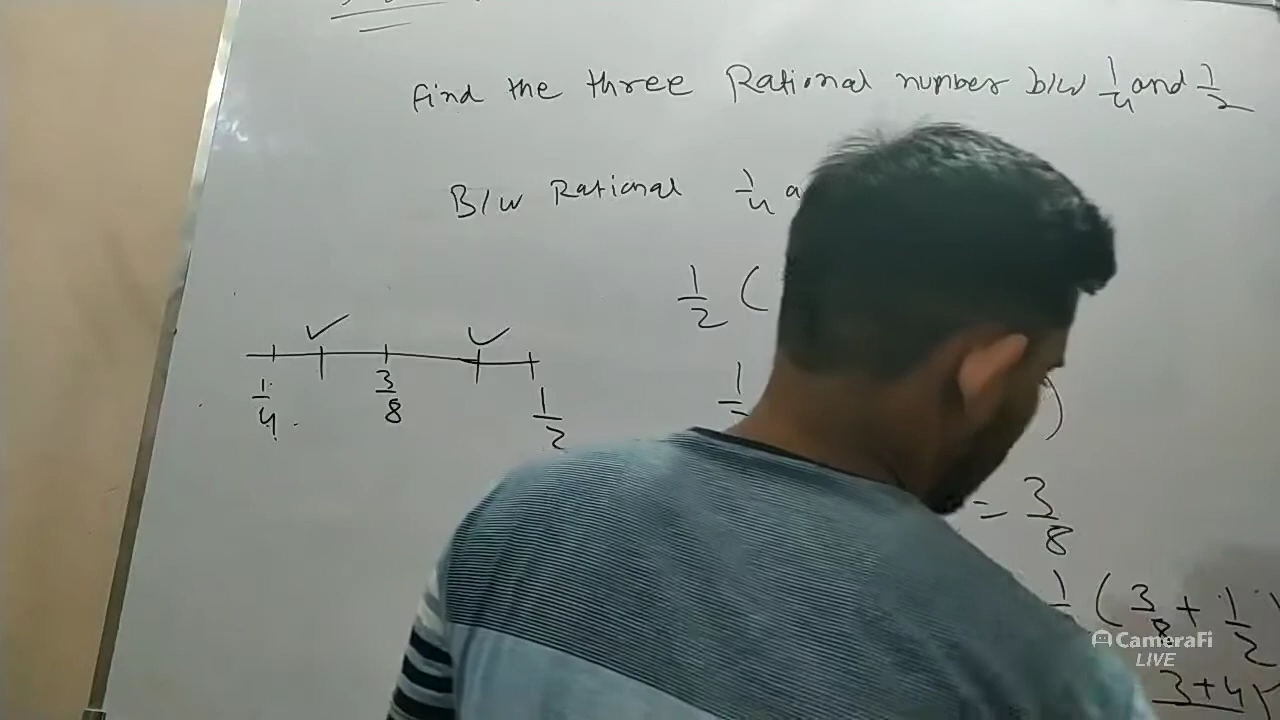 Find the three Rational number b/w 1/4 and 1/2
B/W Rational 1/4 a
1/2 (
1/4 3/8 1/2
1
)
= 3/8
1 ( 3/8 + 1/2
3+4
CameraFi
LIVE